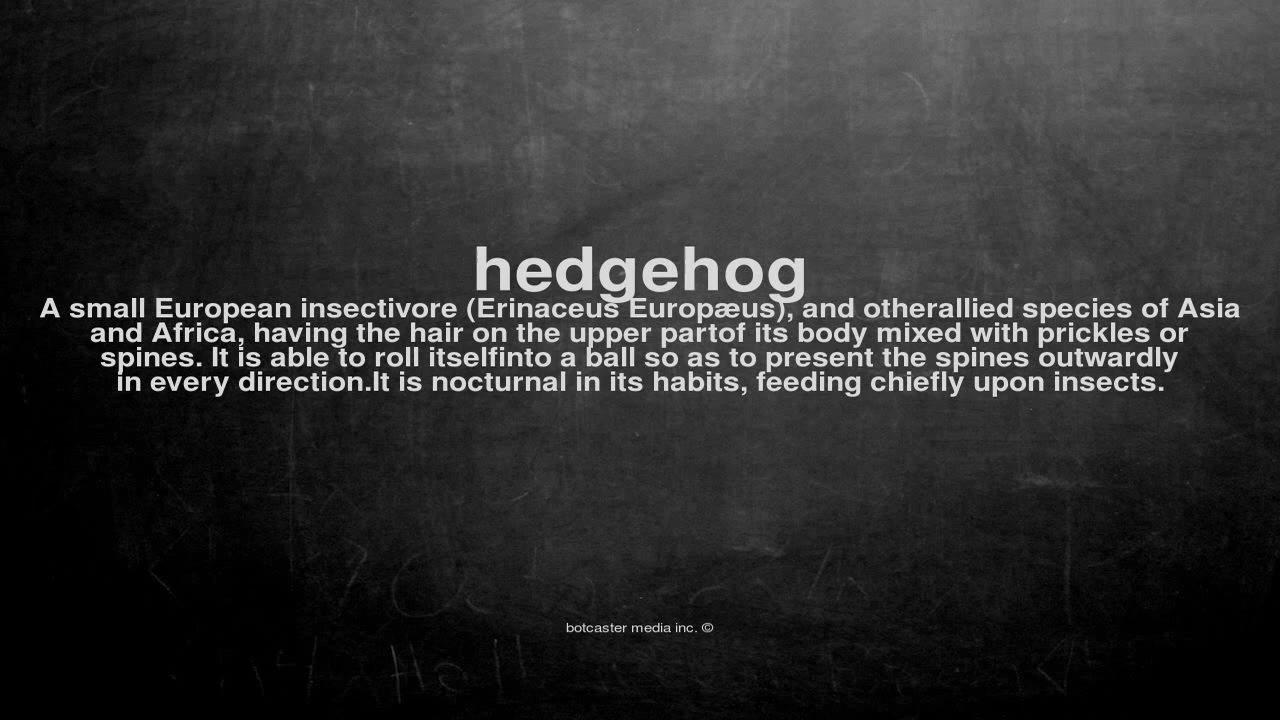 hedgehog
A small European insectivore (Erinaceus Europæus), and otherallied species of Asia
and Africa, having the hair on the upper partof its body mixed with prickles or
spines. It is able to roll itselfinto a ball so as to present the spines outwardly
in every direction.It is nocturnal in its habits, feeding chiefly upon insects.
botcaster media inc. ©